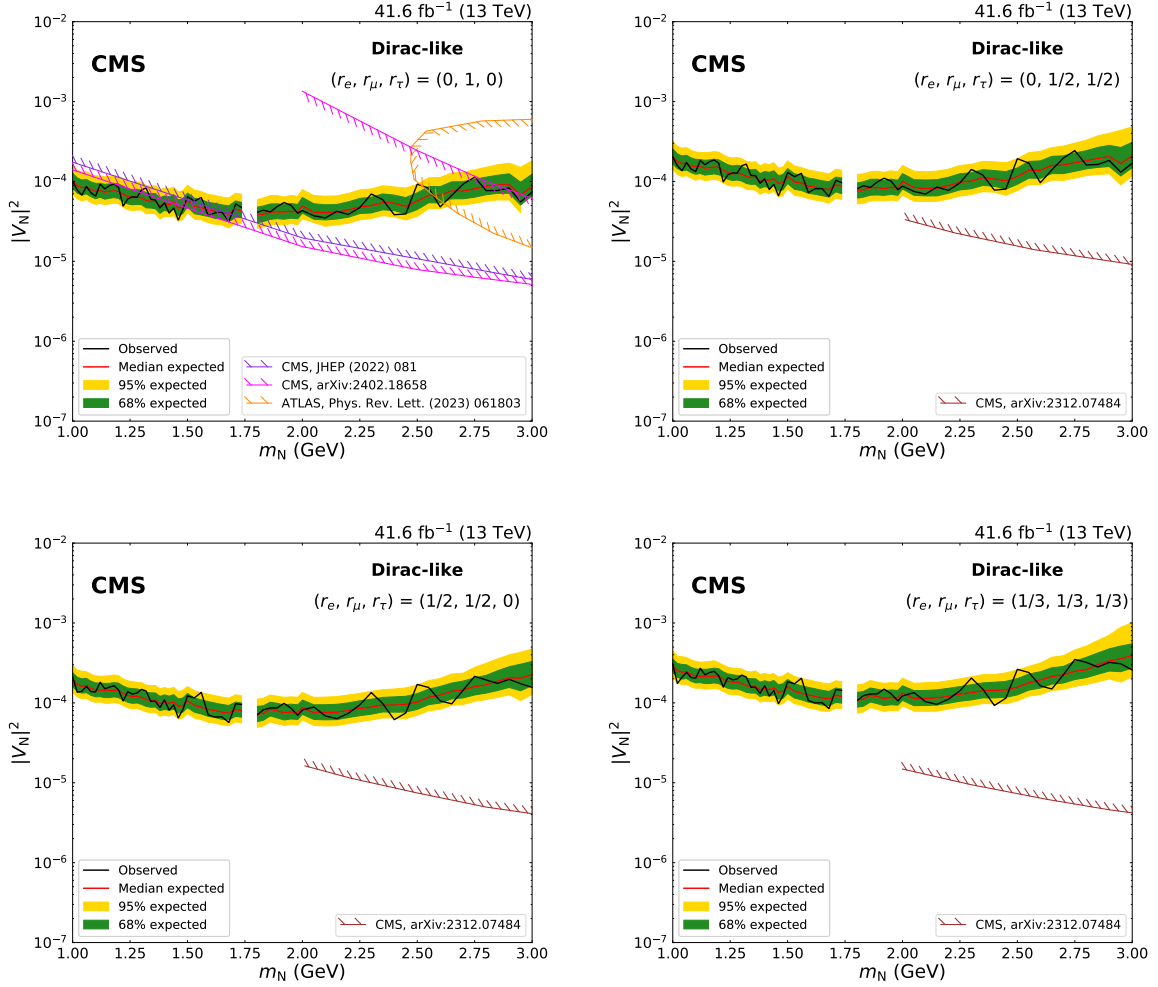 41.6 fb⁻¹ (13 TeV)
CMS
Dirac-like
(rₑ, r_μ, r_τ) = (0, 1, 0)
|V_N|²
10⁻²
10⁻³
10⁻⁴
10⁻⁵
10⁻⁶
10⁻⁷
Observed
Median expected
95% expected
68% expected
CMS, JHEP (2022) 081
CMS, arXiv:2402.18658
ATLAS, Phys. Rev. Lett. (2023) 061803
1.00 1.25 1.50 1.75 2.00 2.25 2.50 2.75 3.00
m_N (GeV)
41.6 fb⁻¹ (13 TeV)
CMS
Dirac-like
(rₑ, r_μ, r_τ) = (0, 1/2, 1/2)
|V_N|²
10⁻²
10⁻³
10⁻⁴
10⁻⁵
10⁻⁶
10⁻⁷
Observed
Median expected
95% expected
68% expected
CMS, arXiv:2312.07484
1.00 1.25 1.50 1.75 2.00 2.25 2.50 2.75 3.00
m_N (GeV)
41.6 fb⁻¹ (13 TeV)
CMS
Dirac-like
(rₑ, r_μ, r_τ) = (1/2, 1/2, 0)
|V_N|²
10⁻²
10⁻³
10⁻⁴
10⁻⁵
10⁻⁶
10⁻⁷
Observed
Median expected
95% expected
68% expected
CMS, arXiv:2312.07484
1.00 1.25 1.50 1.75 2.00 2.25 2.50 2.75 3.00
m_N (GeV)
41.6 fb⁻¹ (13 TeV)
CMS
Dirac-like
(rₑ, r_μ, r_τ) = (1/3, 1/3, 1/3)
|V_N|²
10⁻²
10⁻³
10⁻⁴
10⁻⁵
10⁻⁶
10⁻⁷
Observed
Median expected
95% expected
68% expected
CMS, arXiv:2312.07484
1.00 1.25 1.50 1.75 2.00 2.25 2.50 2.75 3.00
m_N (GeV)